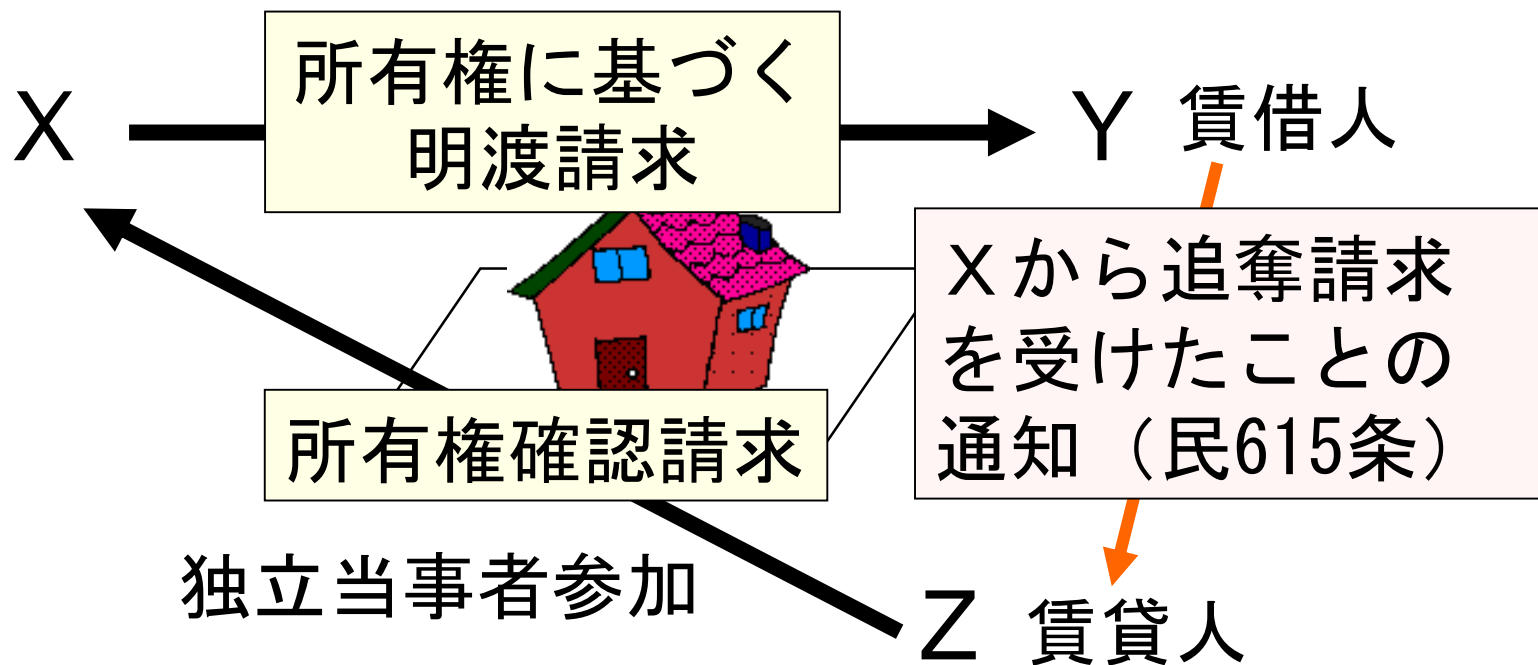 所有権に基づく
明渡請求
X
Y 賃借人
Xから追奪請求
を受けたことの
通知（民615条）
所有権確認請求
独立当事者参加
Z 賃貸人